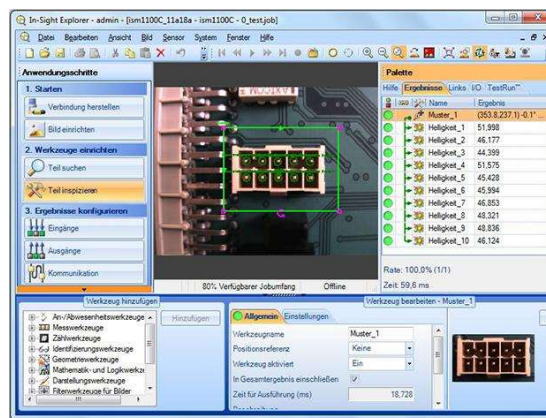 In-Sight Explorer - admin - [ism1100C_11a18a - ism1100C - 0_test.job]
Datei Bearbeiten Ansicht Bild Sensor System Fenster Hilfe
Anwendungsschritte
1. Starten
Verbindung herstellen
Bild einrichten
2. Werkzeuge einrichten
Teil suchen
Teil inspizieren
3. Ergebnisse konfigurieren
Eingänge
Ausgänge
Kommunikation
80% Verfügbarer Jobumfang Offline
Palette
Hilfe Ergebnisse Links I/O TestRun™
Name Ergebnis
Muster_1 (353.8,237.1) -0.1°...
Helligkeit_1 51,998
Helligkeit_2 46,177
Helligkeit_3 44,399
Helligkeit_4 51,575
Helligkeit_5 45,428
Helligkeit_6 45,994
Helligkeit_7 46,853
Helligkeit_8 48,321
Helligkeit_9 48,836
Helligkeit_10 46,124
Rate: 100,0% (1/1)
Zeit: 59,6 ms
Werkzeug hinzufügen
An-/Abwesenheitswerkzeuge
Messwerkzeuge
Zählwerkzeuge
Identifizierungswerkzeuge
Geometriewerkzeuge
Mathematik- und Logikwerkze
Darstellungswerkzeuge
Filterwerkzeuge für Bilder
Hinzufügen
Werkzeug bearbeiten - Muster_1
Allgemein Einstellungen
Werkzeugname Muster_1
Positionsreferenz Keine
Werkzeug aktiviert Ein
In Gesamtergebnis einschließen
Zeit für Ausführung (ms) 18,728